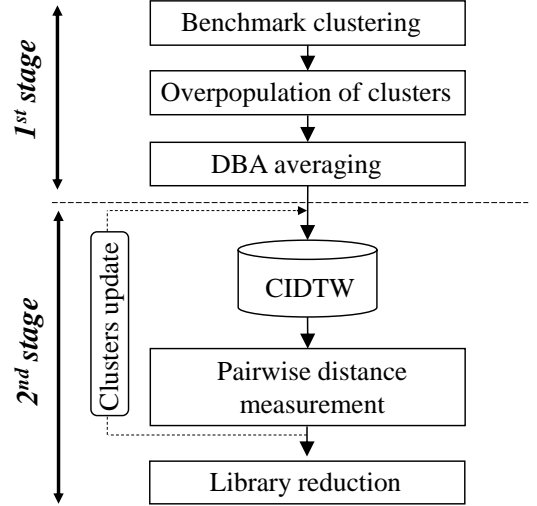 1st stage
Benchmark clustering
Overpopulation of clusters
DBA averaging
2nd stage
Clusters update
CIDTW
Pairwise distance
measurement
Library reduction